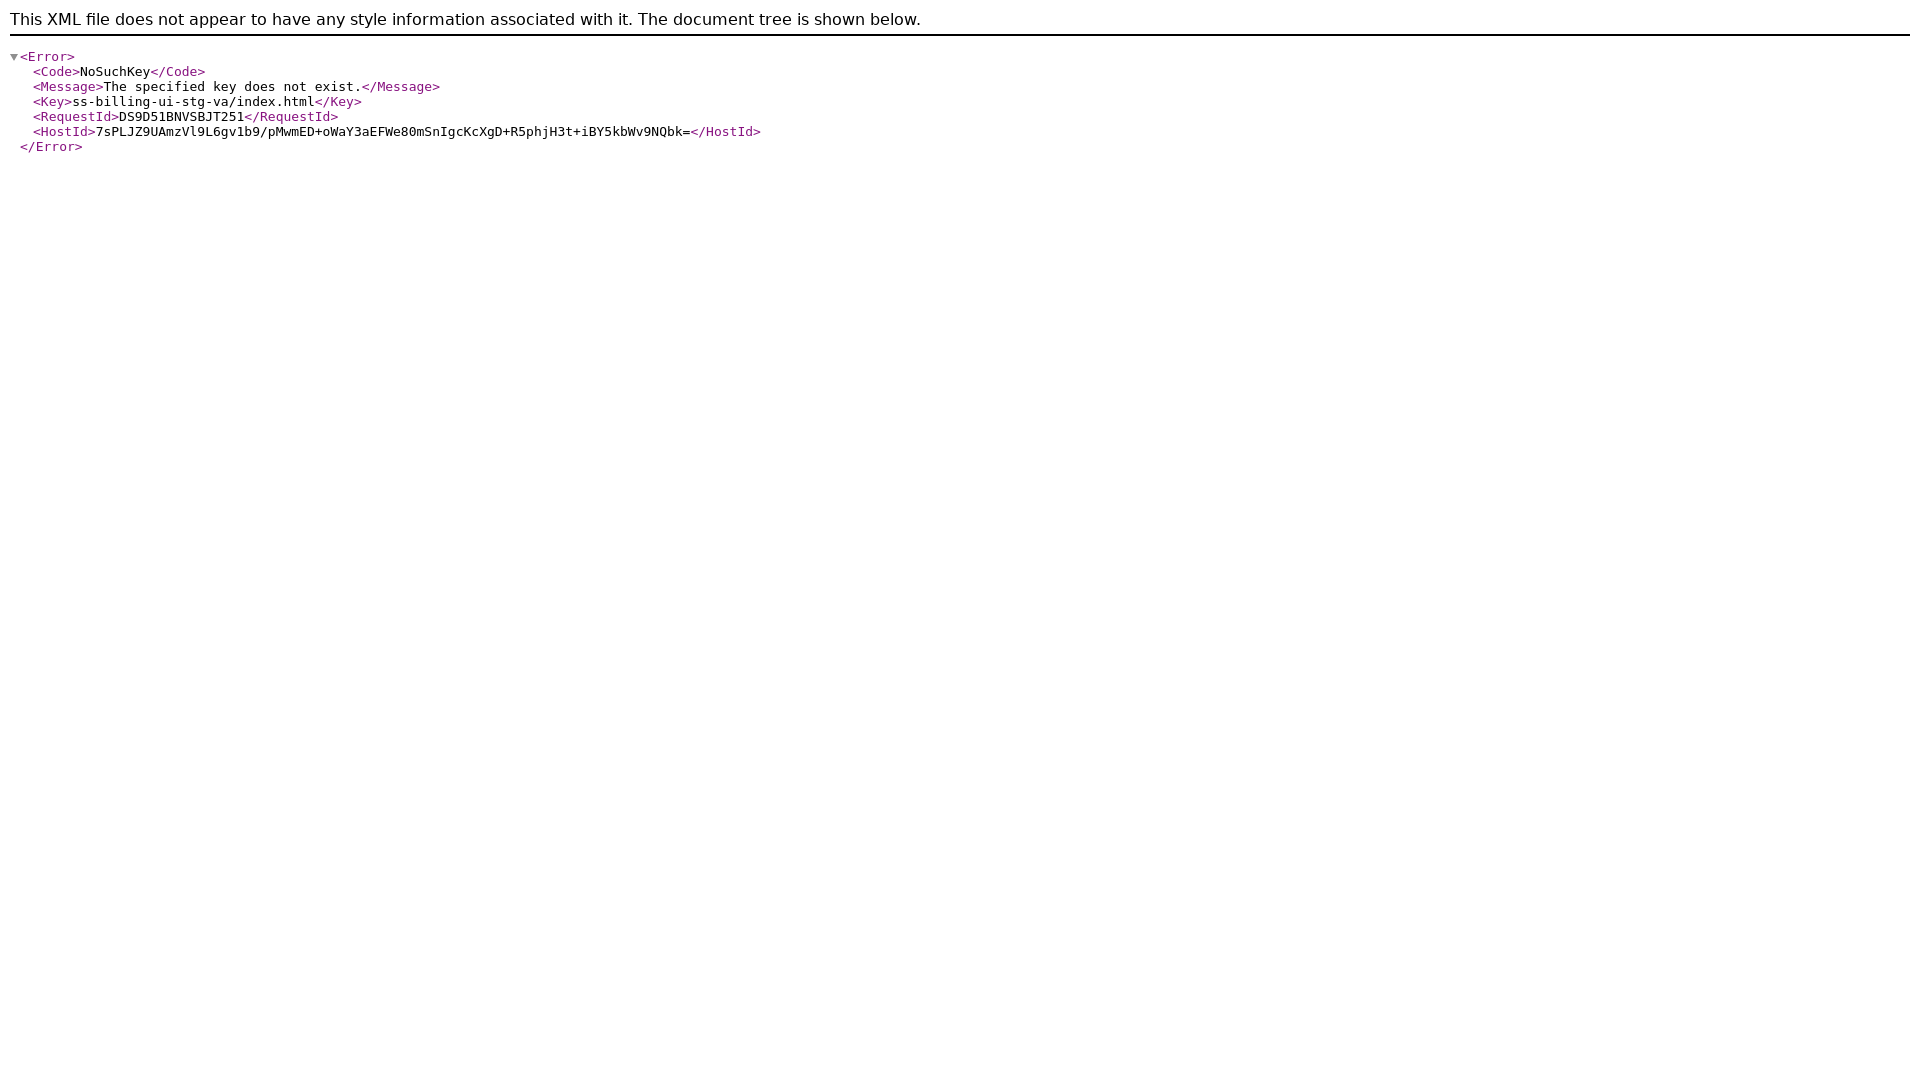 This XML file does not appear to have any style information associated with it. The document tree is shown below.
<Error>
<Code>NoSuchKey</Code>
<Message>The specified key does not exist.</Message>
<Key>ss-billing-ui-stg-va/index.html</Key>
<RequestId>DS9D51BNVSBJT251</RequestId>
<HostId>7sPLJZ9UAmzVl9L6gv1b9/pMwmED+oWaY3aEFWe80mSnIgcKcXgD+R5phjH3t+iBY5kbWv9NQbk=</HostId>
</Error>